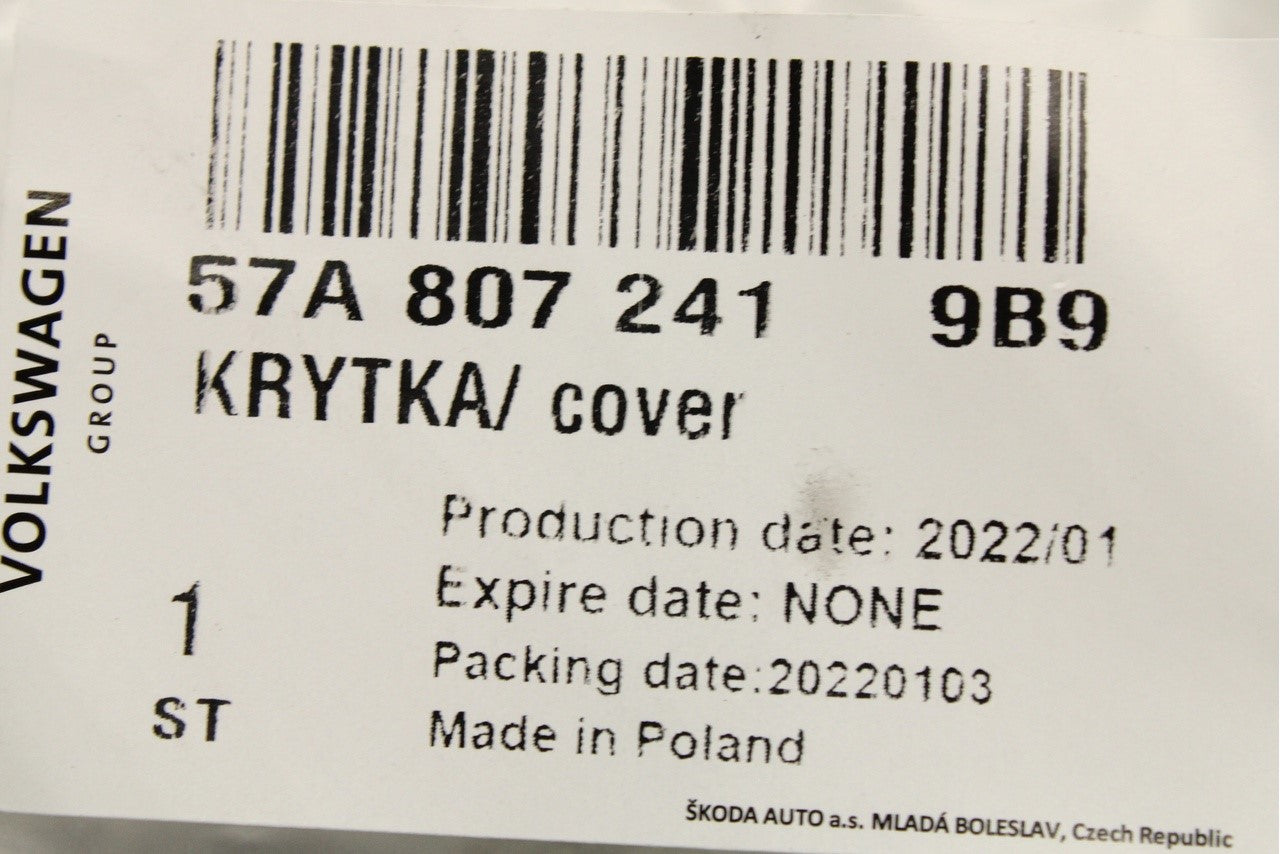 VOLKSWAGEN
GROUP
57A 807 241 9B9
KRYTKA/ cover
Production date: 2022/01
Expire date: NONE
Packing date:20220103
Made in Poland
1
ST
ŠKODA AUTO a.s. MLADÁ BOLESLAV, Czech Republic